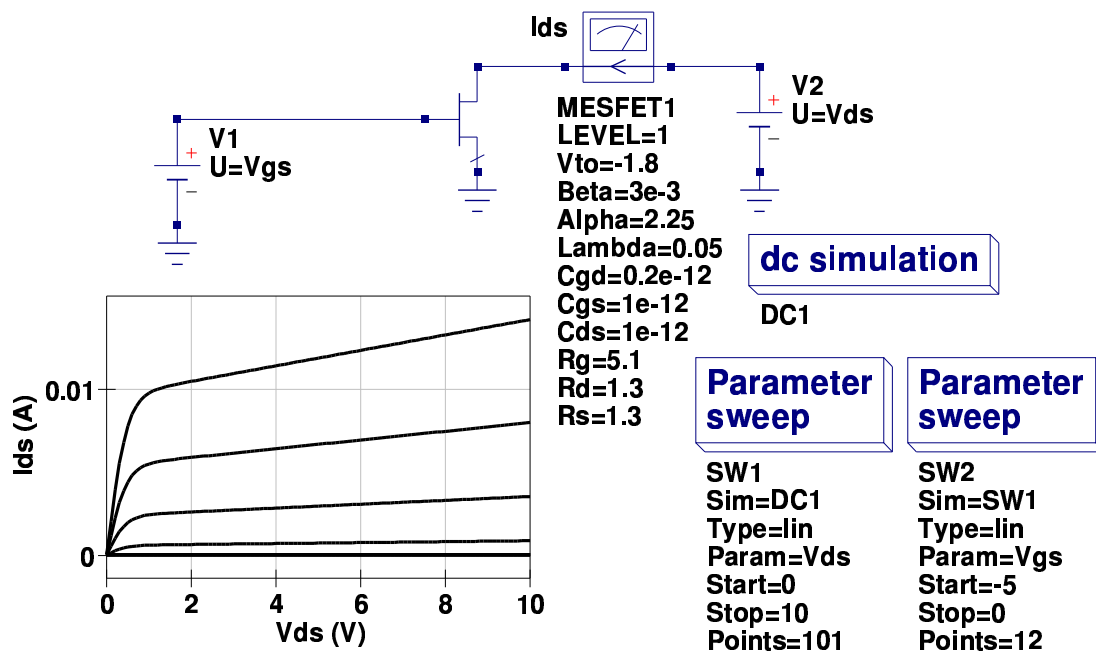 Ids
V1
U=Vgs
V2
U=Vds
MESFET1
LEVEL=1
Vto=-1.8
Beta=3e-3
Alpha=2.25
Lambda=0.05
Cgd=0.2e-12
Cgs=1e-12
Cds=1e-12
Rg=5.1
Rd=1.3
Rs=1.3
dc simulation
DC1
Parameter
sweep
SW1
Sim=DC1
Type=lin
Param=Vds
Start=0
Stop=10
Points=101
Parameter
sweep
SW2
Sim=SW1
Type=lin
Param=Vgs
Start=-5
Stop=0
Points=12
Ids (A)
0.01
0
0 2 4 6 8 10
Vds (V)